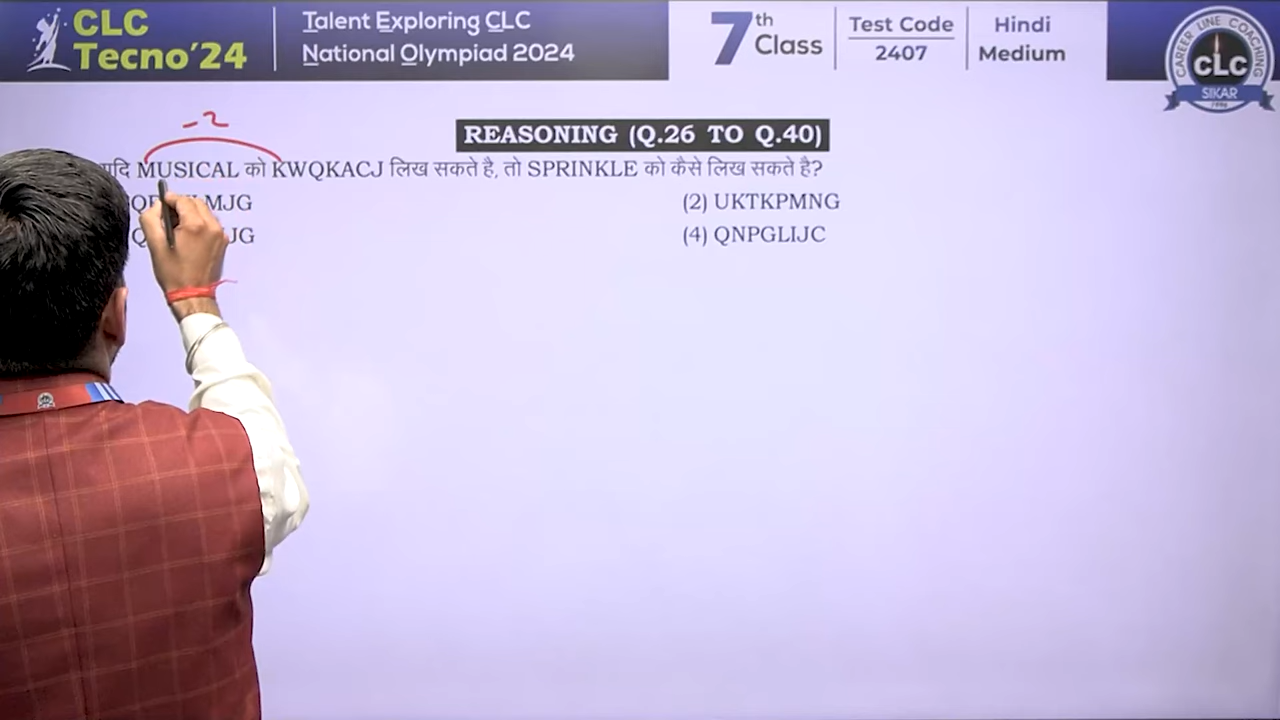 CLC
Tecno'24
Talent Exploring CLC
National Olympiad 2024
7th Class
Test Code
2407
Hindi
Medium
CAREER LINE COACHING
CLC
SIKAR
-2
REASONING (Q.26 TO Q.40)
MUSICAL को KWQKACJ लिख सकते है, तो SPRINKLE को कैसे लिख सकते है?
MJG
(2) UKTKPMNG
JG
(4) QNPGLIJC